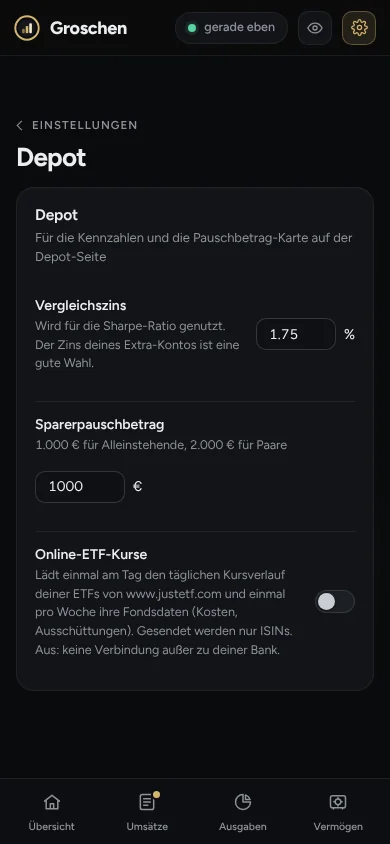 Groschen
gerade eben
EINSTELLUNGEN
Depot
Depot
Für die Kennzahlen und die Pauschbetrag-Karte auf der
Depot-Seite
Vergleichszins
Wird für die Sharpe-Ratio genutzt.
Der Zins deines Extra-Kontos ist eine
gute Wahl.
1.75 %
Sparerpauschbetrag
1.000 € für Alleinstehende, 2.000 € für Paare
1000 €
Online-ETF-Kurse
Lädt einmal am Tag den täglichen Kursverlauf
deiner ETFs von www.justetf.com und einmal
pro Woche ihre Fondsdaten (Kosten,
Ausschüttungen). Gesendet werden nur ISINs.
Aus: keine Verbindung außer zu deiner Bank.
Übersicht
Umsätze
Ausgaben
Vermögen